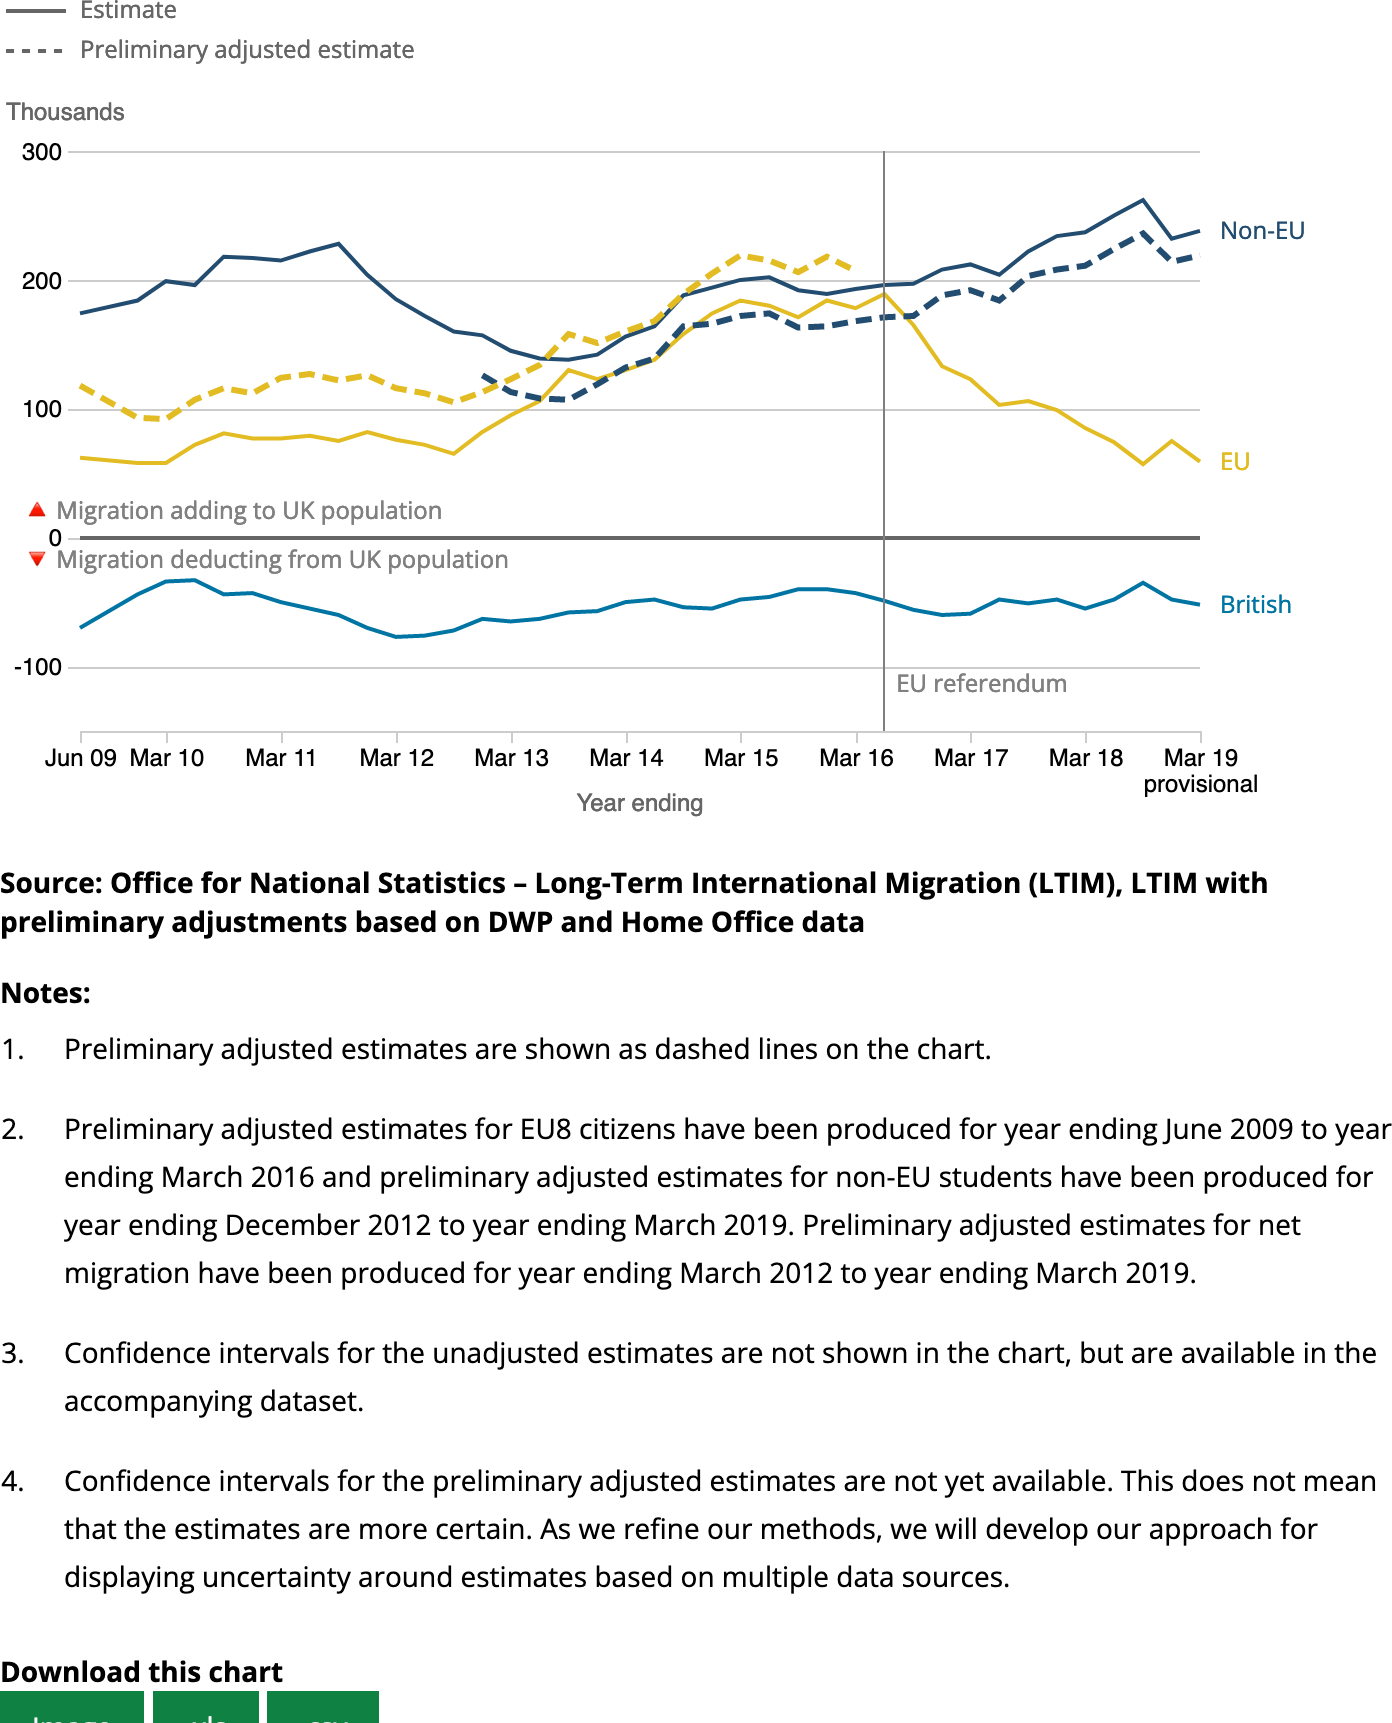 Estimate
Preliminary adjusted estimate
Thousands
300
200
100
0
-100
Non-EU
EU
British
Migration adding to UK population
Migration deducting from UK population
EU referendum
Jun 09 Mar 10 Mar 11 Mar 12 Mar 13 Mar 14 Mar 15 Mar 16 Mar 17 Mar 18 Mar 19
provisional
Year ending
Source: Office for National Statistics – Long-Term International Migration (LTIM), LTIM with
preliminary adjustments based on DWP and Home Office data
Notes:
1. Preliminary adjusted estimates are shown as dashed lines on the chart.
2. Preliminary adjusted estimates for EU8 citizens have been produced for year ending June 2009 to year
ending March 2016 and preliminary adjusted estimates for non-EU students have been produced for
year ending December 2012 to year ending March 2019. Preliminary adjusted estimates for net
migration have been produced for year ending March 2012 to year ending March 2019.
3. Confidence intervals for the unadjusted estimates are not shown in the chart, but are available in the
accompanying dataset.
4. Confidence intervals for the preliminary adjusted estimates are not yet available. This does not mean
that the estimates are more certain. As we refine our methods, we will develop our approach for
displaying uncertainty around estimates based on multiple data sources.
Download this chart